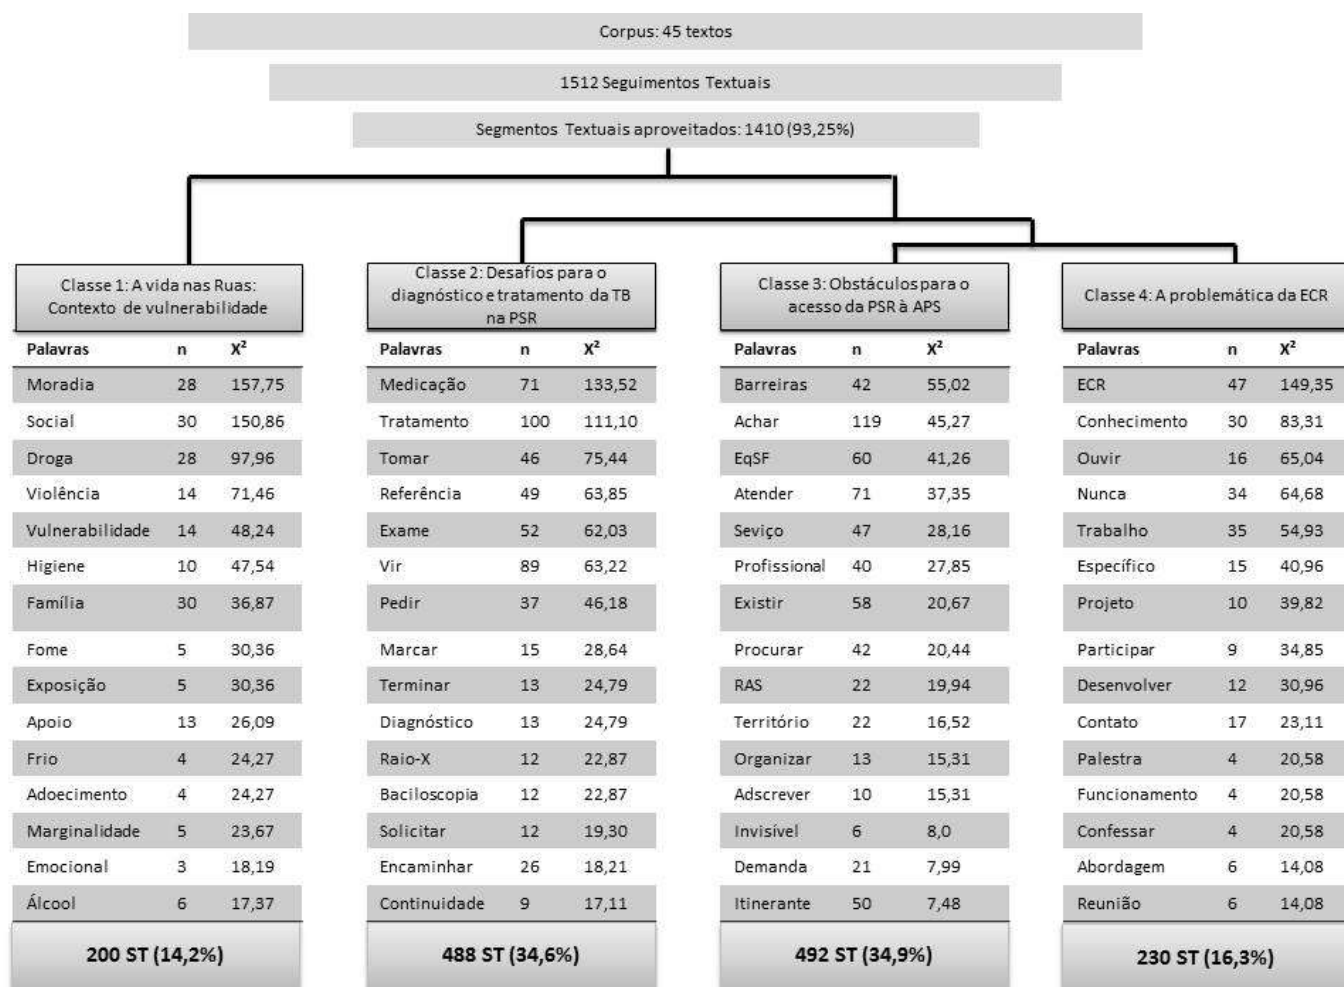 Corpus: 45 textos
1512 Seguimentos Textuais
Segmentos Textuais aproveitados: 1410 (93,25%)
Classe 1: A vida nas Ruas:
Contexto de vulnerabilidade
Palavras n X²
Moradia 28 157,75
Social 30 150,86
Droga 28 97,96
Violência 14 71,46
Vulnerabilidade 14 48,24
Higiene 10 47,54
Família 30 36,87
Fome 5 30,36
Exposição 5 30,36
Apoio 13 26,09
Frio 4 24,27
Adoecimento 4 24,27
Marginalidade 5 23,67
Emocional 3 18,19
Álcool 6 17,37
200 ST (14,2%)
Classe 2: Desafios para o
diagnóstico e tratamento da TB
na PSR
Palavras n X²
Medicação 71 133,52
Tratamento 100 111,10
Tomar 46 75,44
Referência 49 63,85
Exame 52 62,03
Vir 89 63,22
Pedir 37 46,18
Marcar 15 28,64
Terminar 13 24,79
Diagnóstico 13 24,79
Raio-X 12 22,87
Baciloscopia 12 22,87
Solicitar 12 19,30
Encaminhar 26 18,21
Continuidade 9 17,11
488 ST (34,6%)
Classe 3: Obstáculos para o
acesso da PSR à APS
Palavras n X²
Barreiras 42 55,02
Achar 119 45,27
EqSF 60 41,26
Atender 71 37,35
Seviço 47 28,16
Profissional 40 27,85
Existir 58 20,67
Procurar 42 20,44
RAS 22 19,94
Território 22 16,52
Organizar 13 15,31
Adscrever 10 15,31
Invisível 6 8,0
Demanda 21 7,99
Itinerante 50 7,48
492 ST (34,9%)
Classe 4: A problemática da ECR
Palavras n X²
ECR 47 149,35
Conhecimento 30 83,31
Ouvir 16 65,04
Nunca 34 64,68
Trabalho 35 54,93
Específico 15 40,96
Projeto 10 39,82
Participar 9 34,85
Desenvolver 12 30,96
Contato 17 23,11
Palestra 4 20,58
Funcionamento 4 20,58
Confessar 4 20,58
Abordagem 6 14,08
Reunião 6 14,08
230 ST (16,3%)